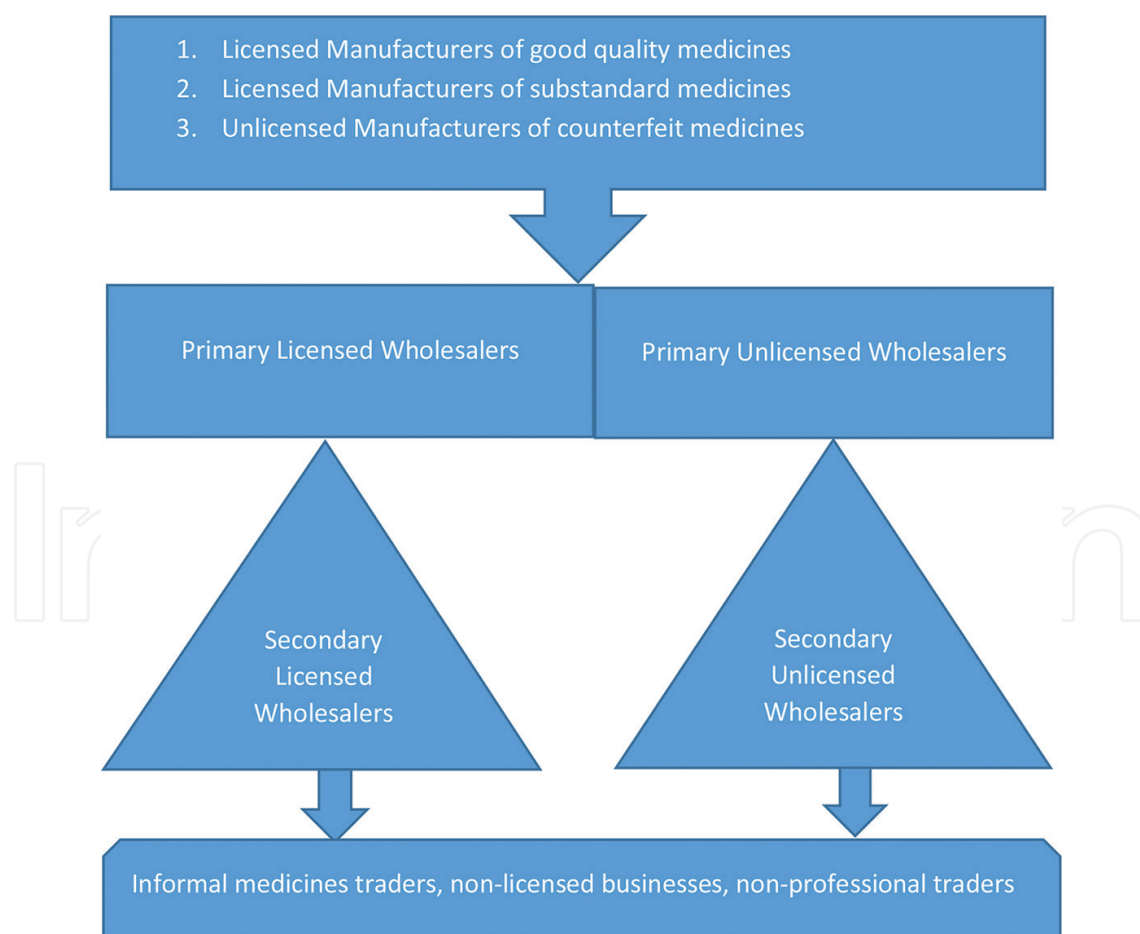 1. Licensed Manufacturers of good quality medicines
2. Licensed Manufacturers of substandard medicines
3. Unlicensed Manufacturers of counterfeit medicines
Primary Licensed Wholesalers
Primary Unlicensed Wholesalers
Secondary
Licensed
Wholesalers
Secondary
Unlicensed
Wholesalers
Informal medicines traders, non-licensed businesses, non-professional traders